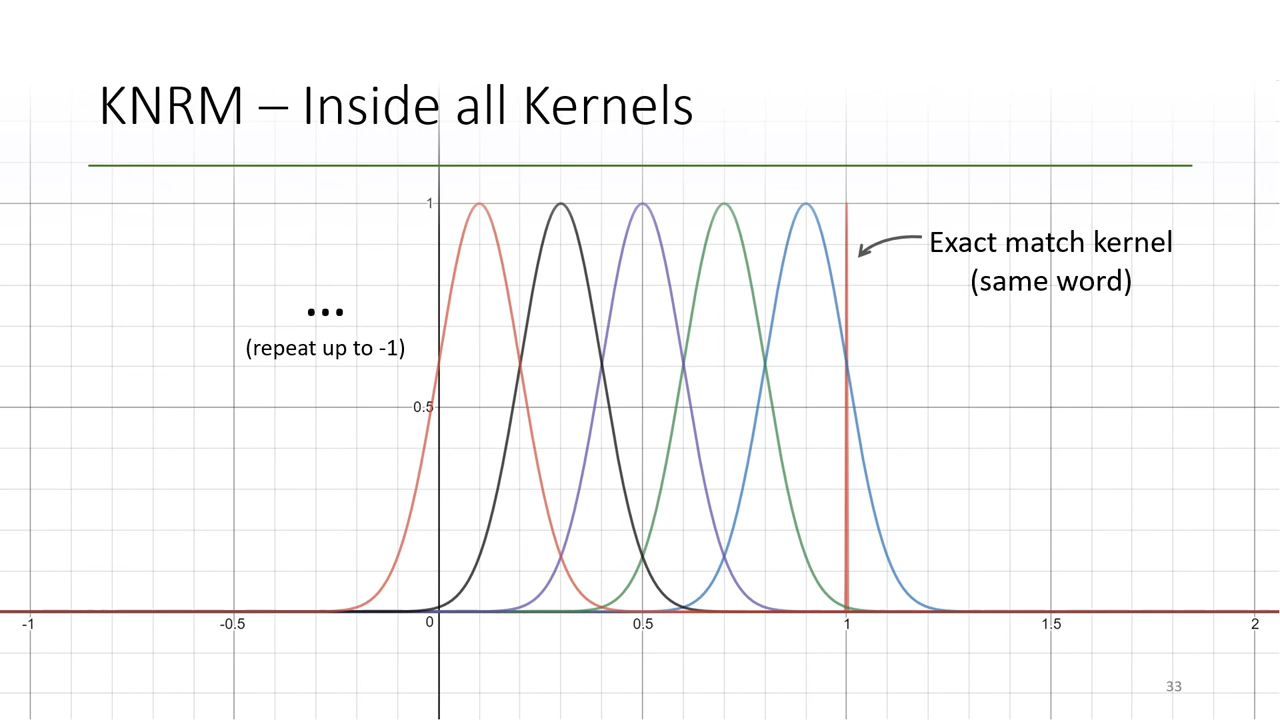 KNRM – Inside all Kernels
1
Exact match kernel
(same word)
...
(repeat up to -1)
0.5
-1
-0.5
0
0.5
1
1.5
2
33